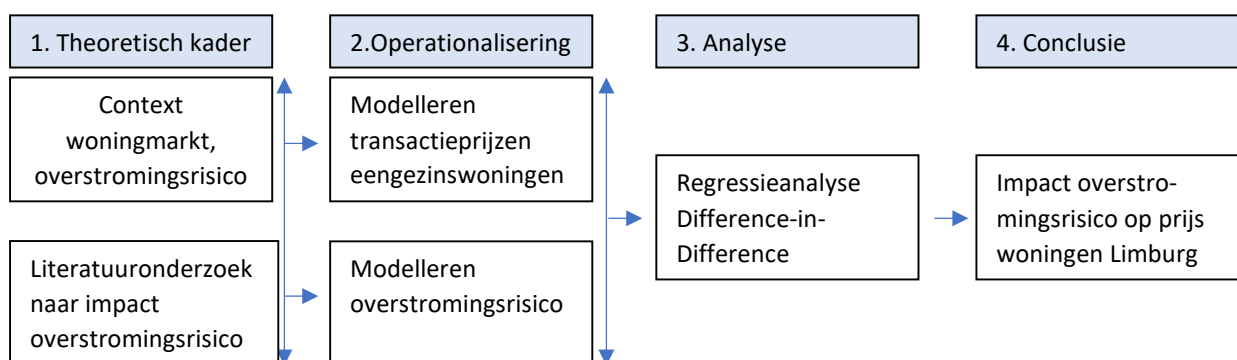 1. Theoretisch kader
2.Operationalisering
3. Analyse
4. Conclusie
Context
woningmarkt,
overstromingsrisico
Literatuuronderzoek
naar impact
overstromingsrisico
Modelleren
transactieprijzen
eengezinswoningen
Modelleren
overstromingsrisico
Regressieanalyse
Difference-in-
Difference
Impact overstro-
mingsrisico op prijs
woningen Limburg